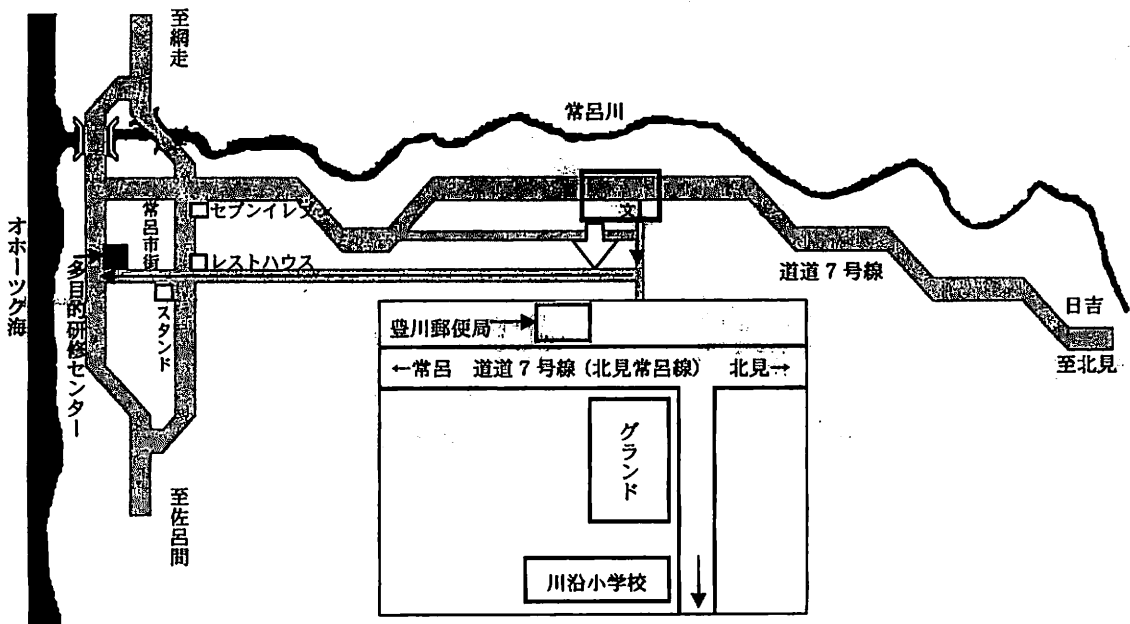 至網走
常呂川
セブンイレブン
文
常呂市街
レストハウス
オホーツク海
多目的研修センター
スタンド
道道7号線
日吉
至北見
至佐呂間
豊川郵便局
←常呂 道道7号線(北見常呂線) 北見→
グランド
川沿小学校